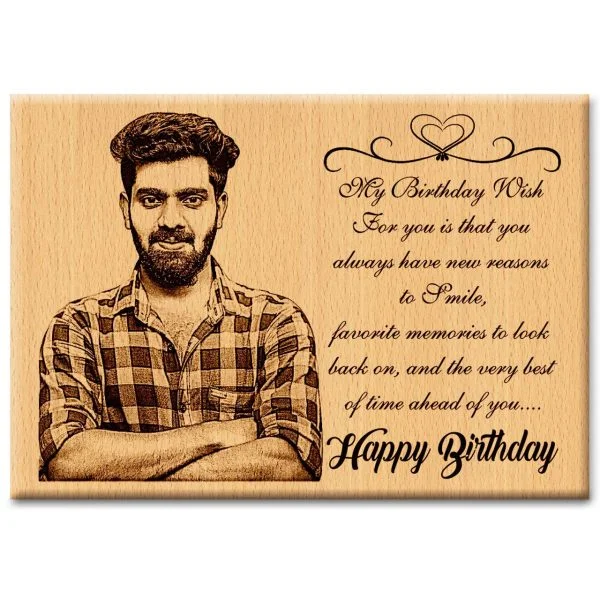 My Birthday Wish
For you is that you
always have new reasons
to Smile,
favorite memories to look
back on, and the very best
of time ahead of you....
Happy Birthday